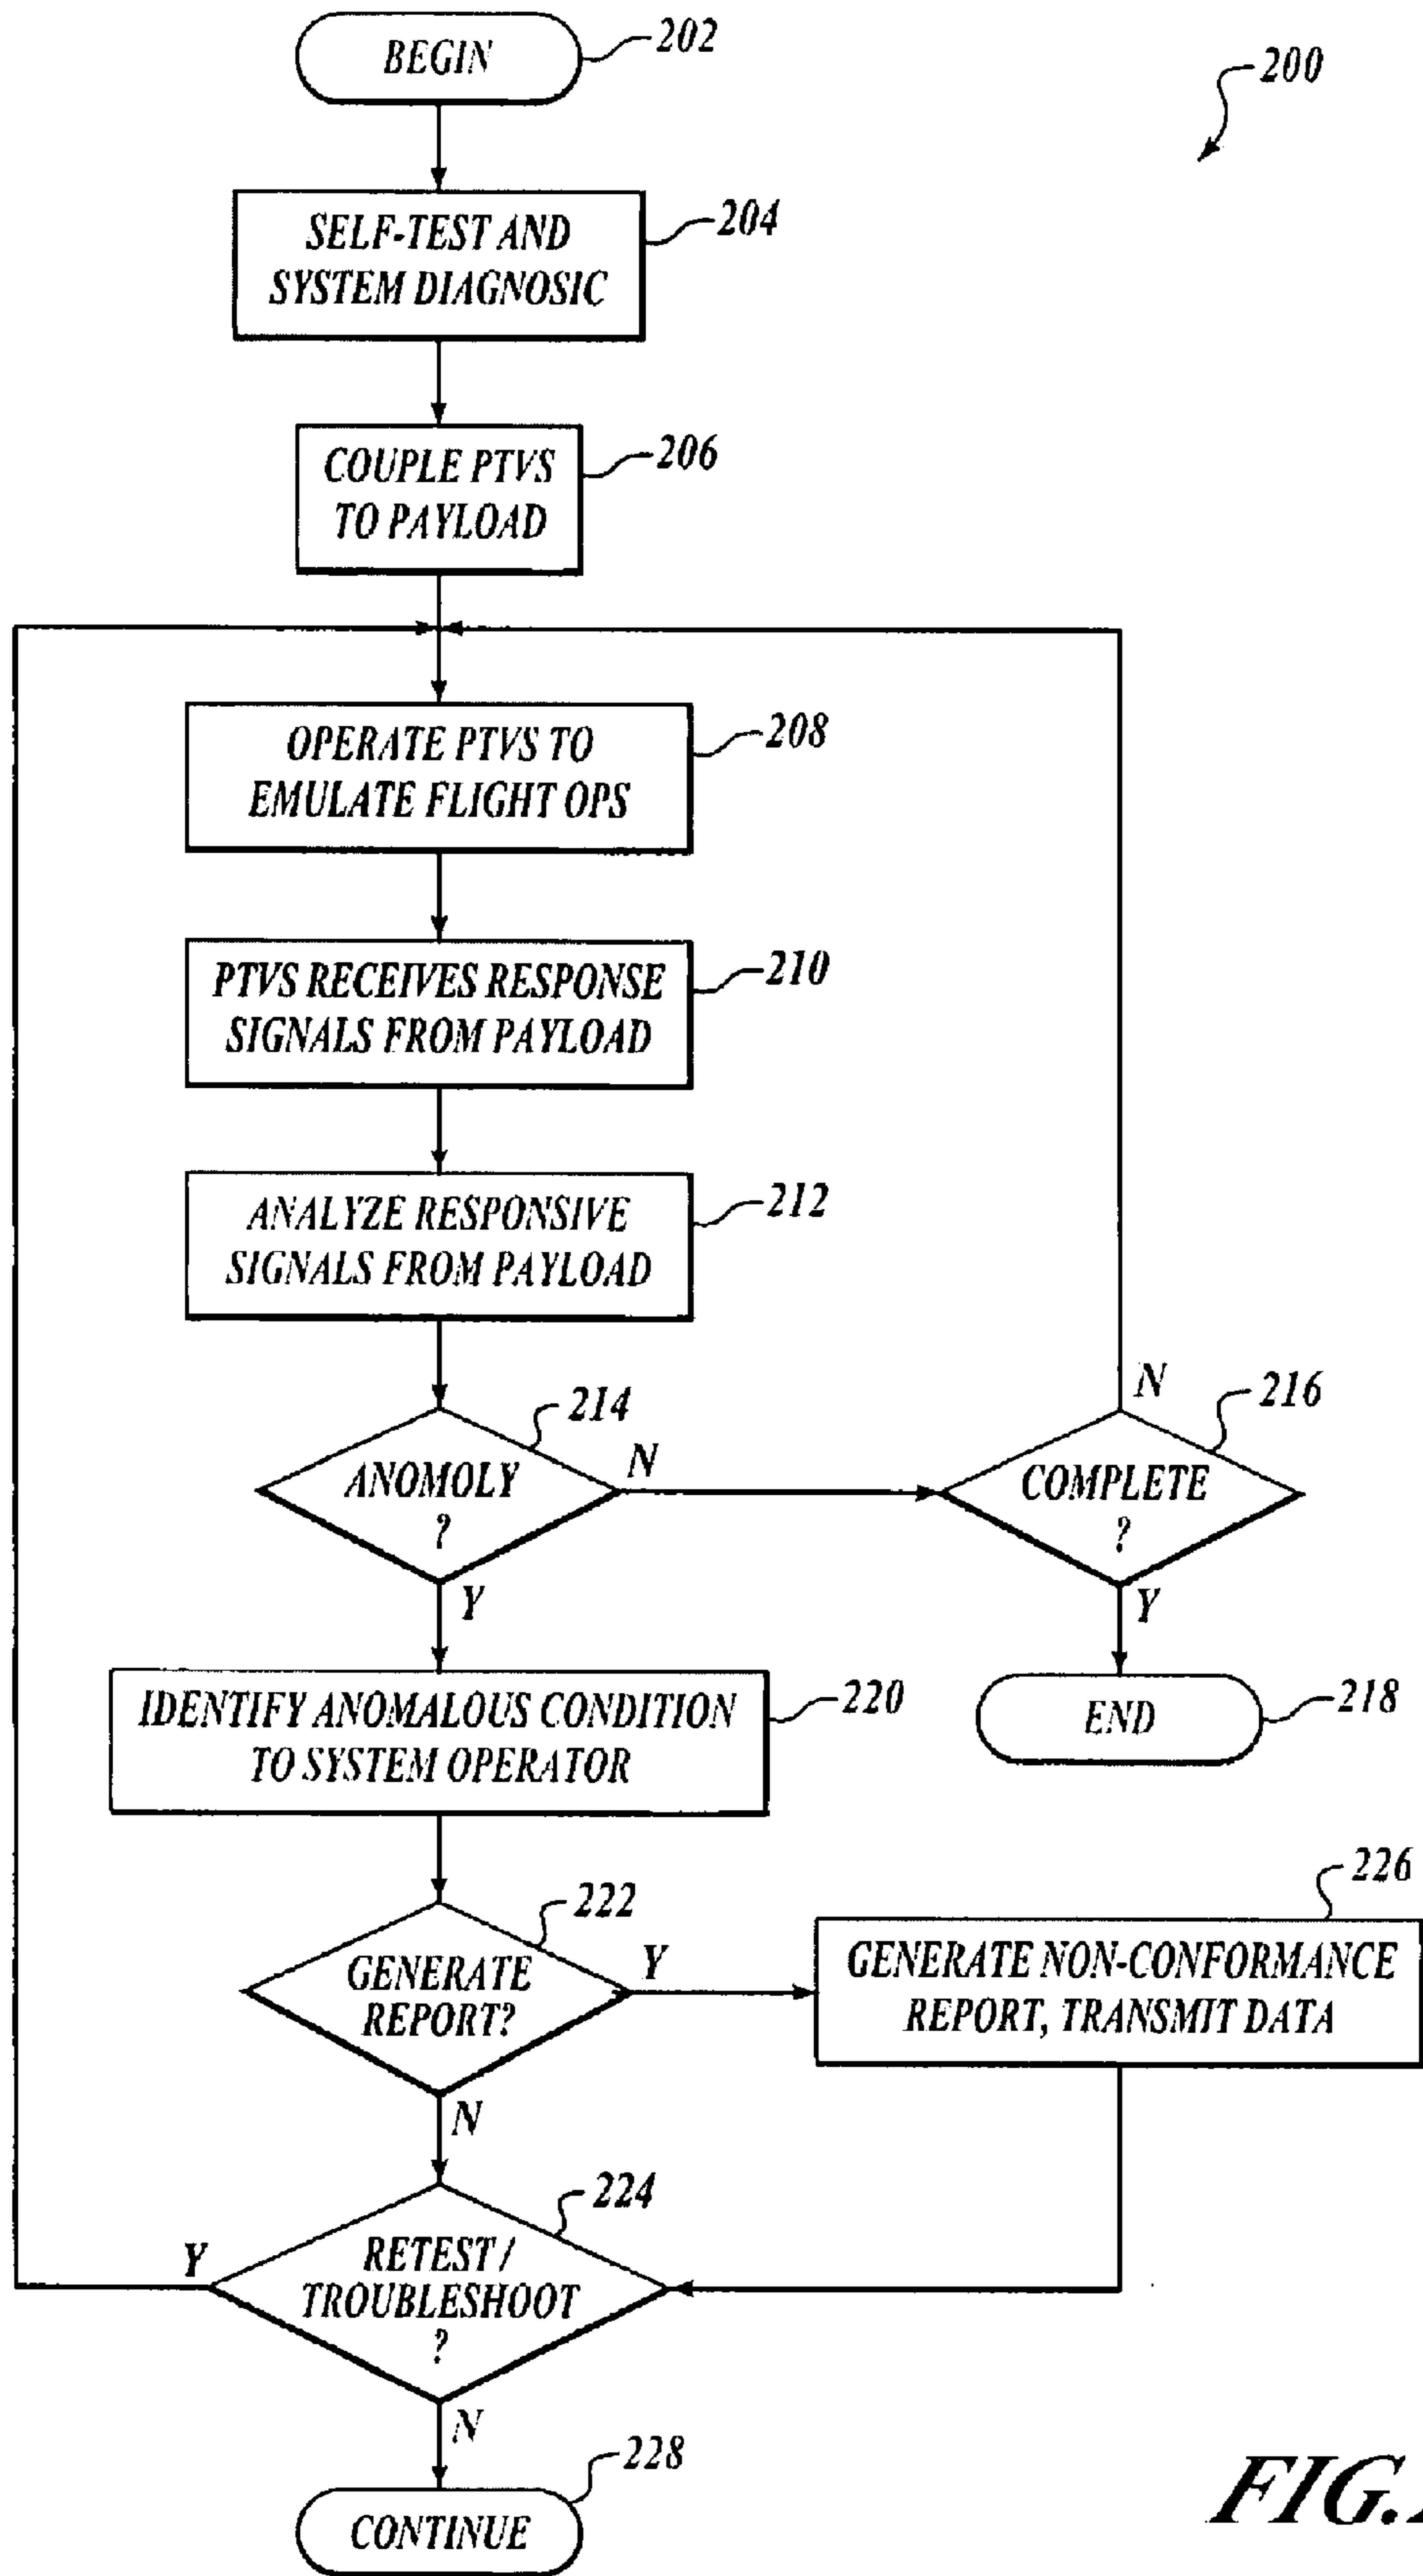 BEGIN
202
200
SELF-TEST AND
SYSTEM DIAGNOSIC
204
COUPLE PTVS
TO PAYLOAD
206
OPERATE PTVS TO
EMULATE FLIGHT OPS
208
PTVS RECEIVES RESPONSE
SIGNALS FROM PAYLOAD
210
ANALYZE RESPONSIVE
SIGNALS FROM PAYLOAD
212
ANOMOLY
?
214
N
Y
COMPLETE
?
216
N
Y
END
218
IDENTIFY ANOMALOUS CONDITION
TO SYSTEM OPERATOR
220
GENERATE
REPORT?
222
Y
N
GENERATE NON-CONFORMANCE
REPORT, TRANSMIT DATA
226
RETEST /
TROUBLESHOOT
?
224
Y
N
CONTINUE
228
FIG.